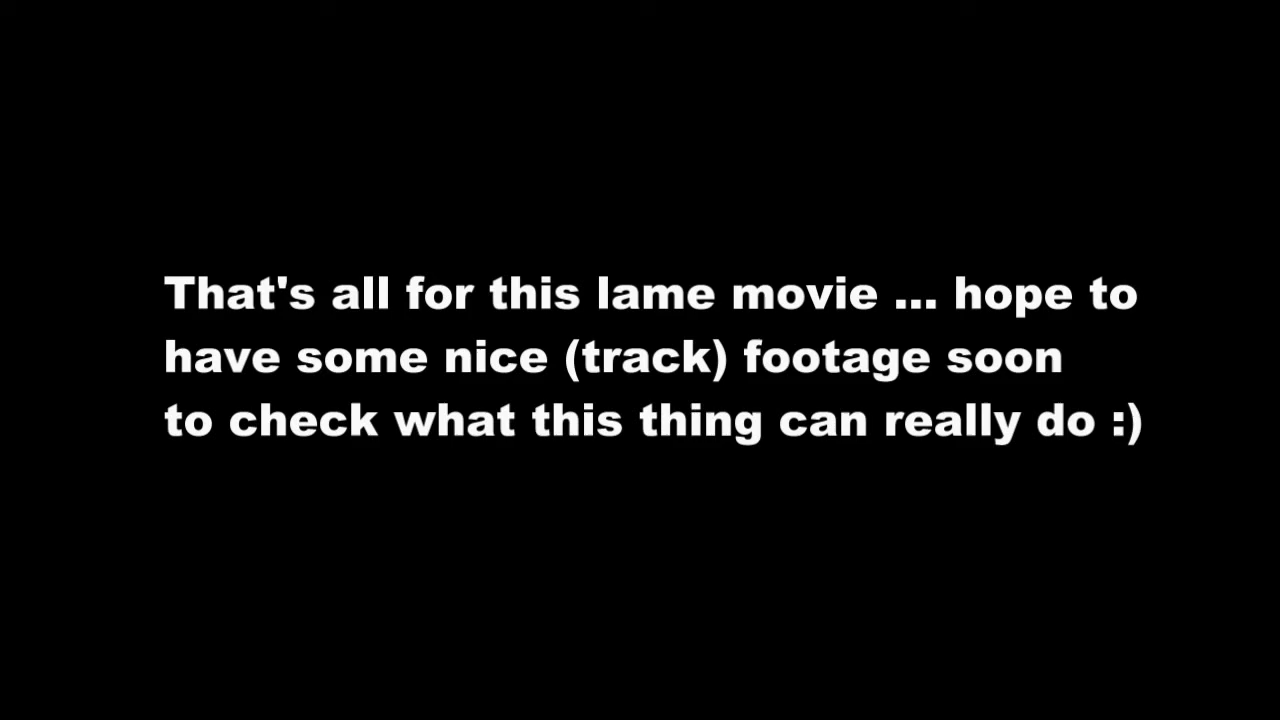 That's all for this lame movie ... hope to
have some nice (track) footage soon
to check what this thing can really do :)